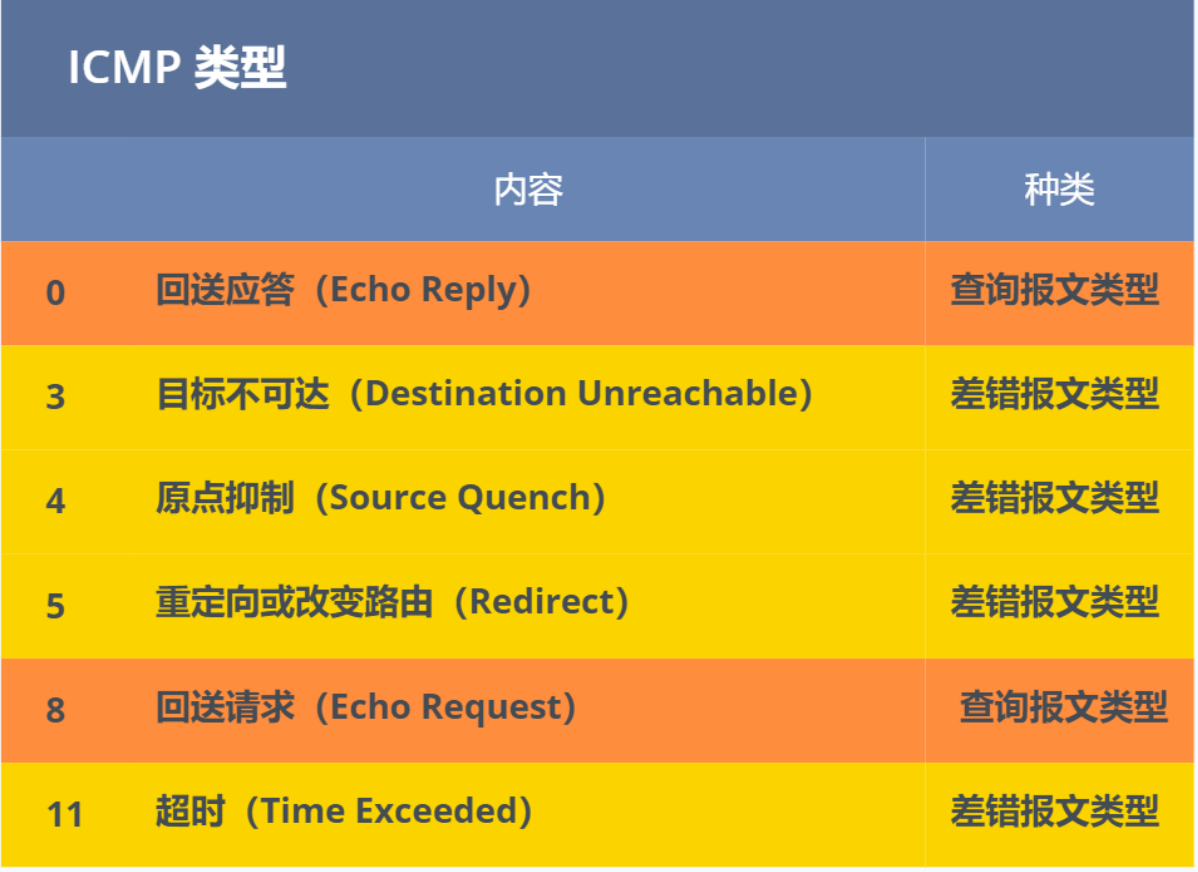 ICMP 类型
内容 种类
0 回送应答（Echo Reply） 查询报文类型
3 目标不可达（Destination Unreachable） 差错报文类型
4 原点抑制（Source Quench） 差错报文类型
5 重定向或改变路由（Redirect） 差错报文类型
8 回送请求（Echo Request） 查询报文类型
11 超时（Time Exceeded） 差错报文类型